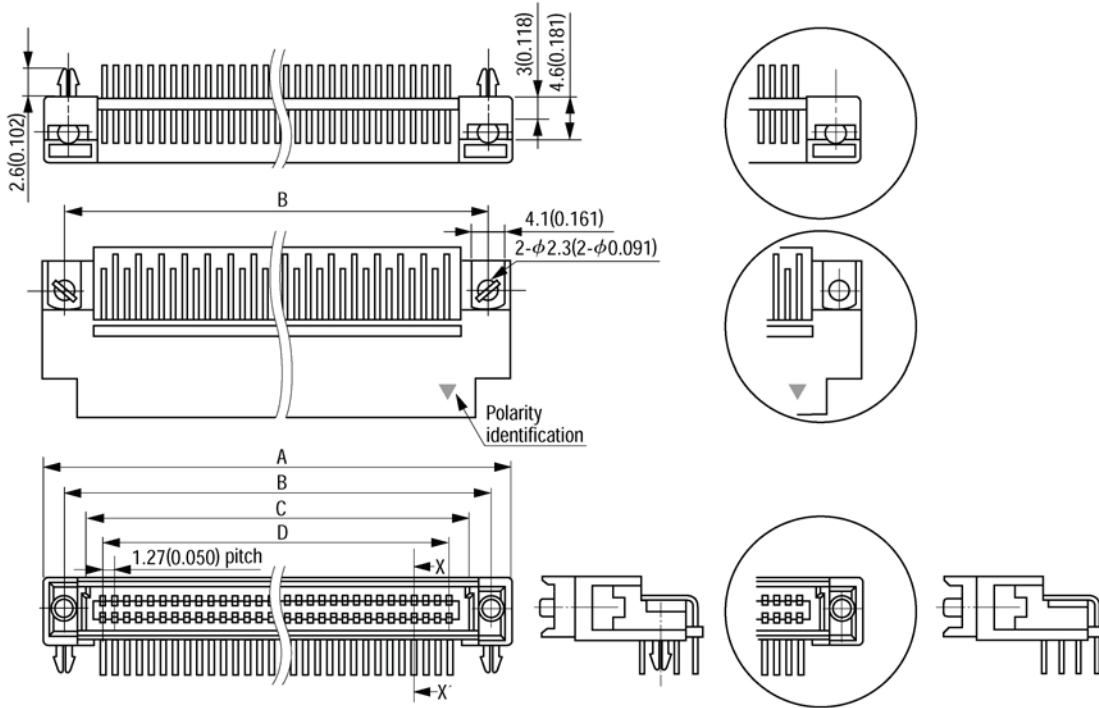 2.6(0.102)
3(0.118)
4.6(0.181)
B
4.1(0.161)
2-ϕ2.3(2-ϕ0.091)
Polarity
identification
A
B
C
D
1.27(0.050) pitch
X
X'